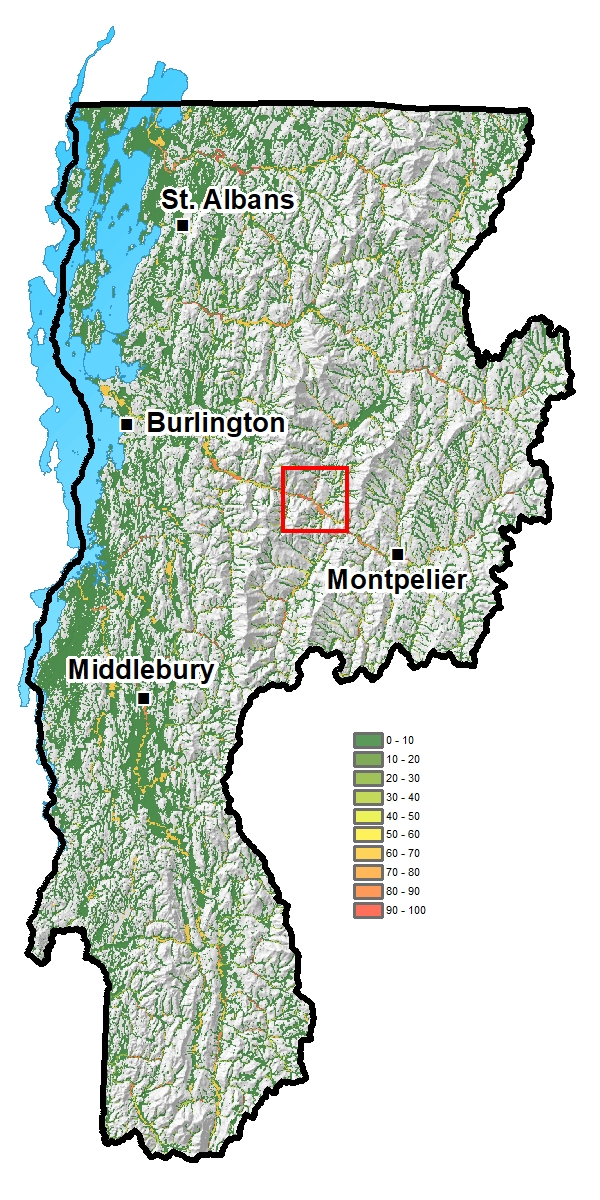 St. Albans
Burlington
Montpelier
Middlebury
0 - 10
10 - 20
20 - 30
30 - 40
40 - 50
50 - 60
60 - 70
70 - 80
80 - 90
90 - 100